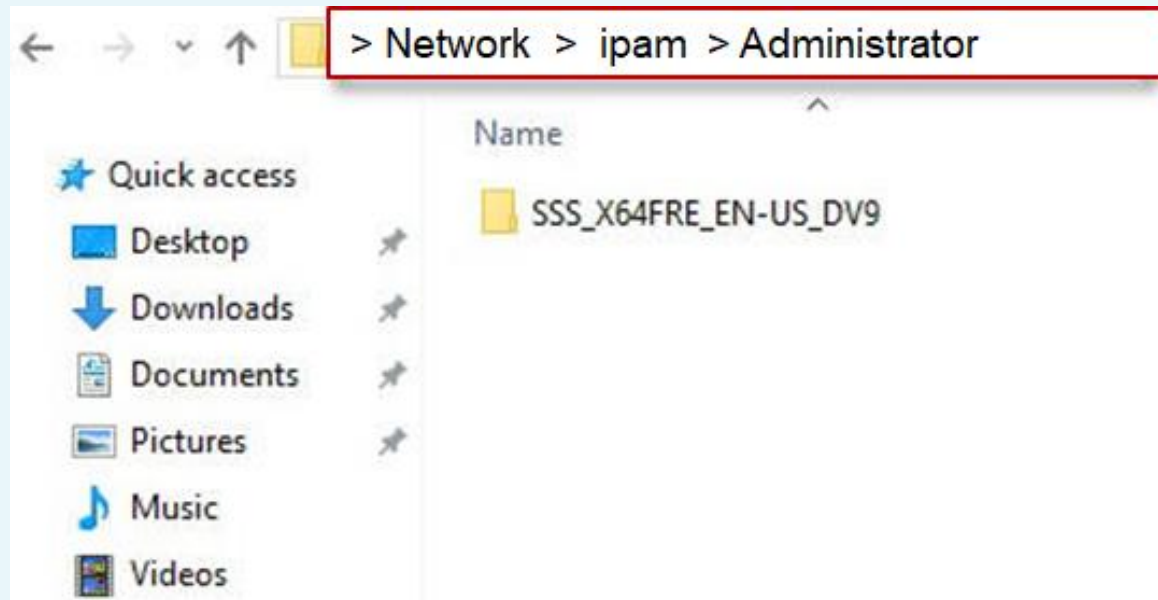 > Network > ipam > Administrator
Name
Quick access
SSS_X64FRE_EN-US_DV9
Desktop
Downloads
Documents
Pictures
Music
Videos